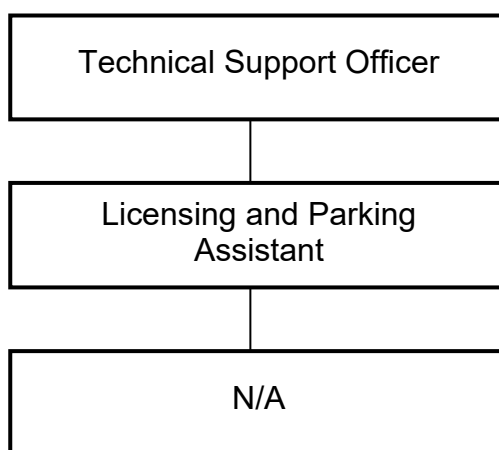 Technical Support Officer
Licensing and Parking
Assistant
N/A